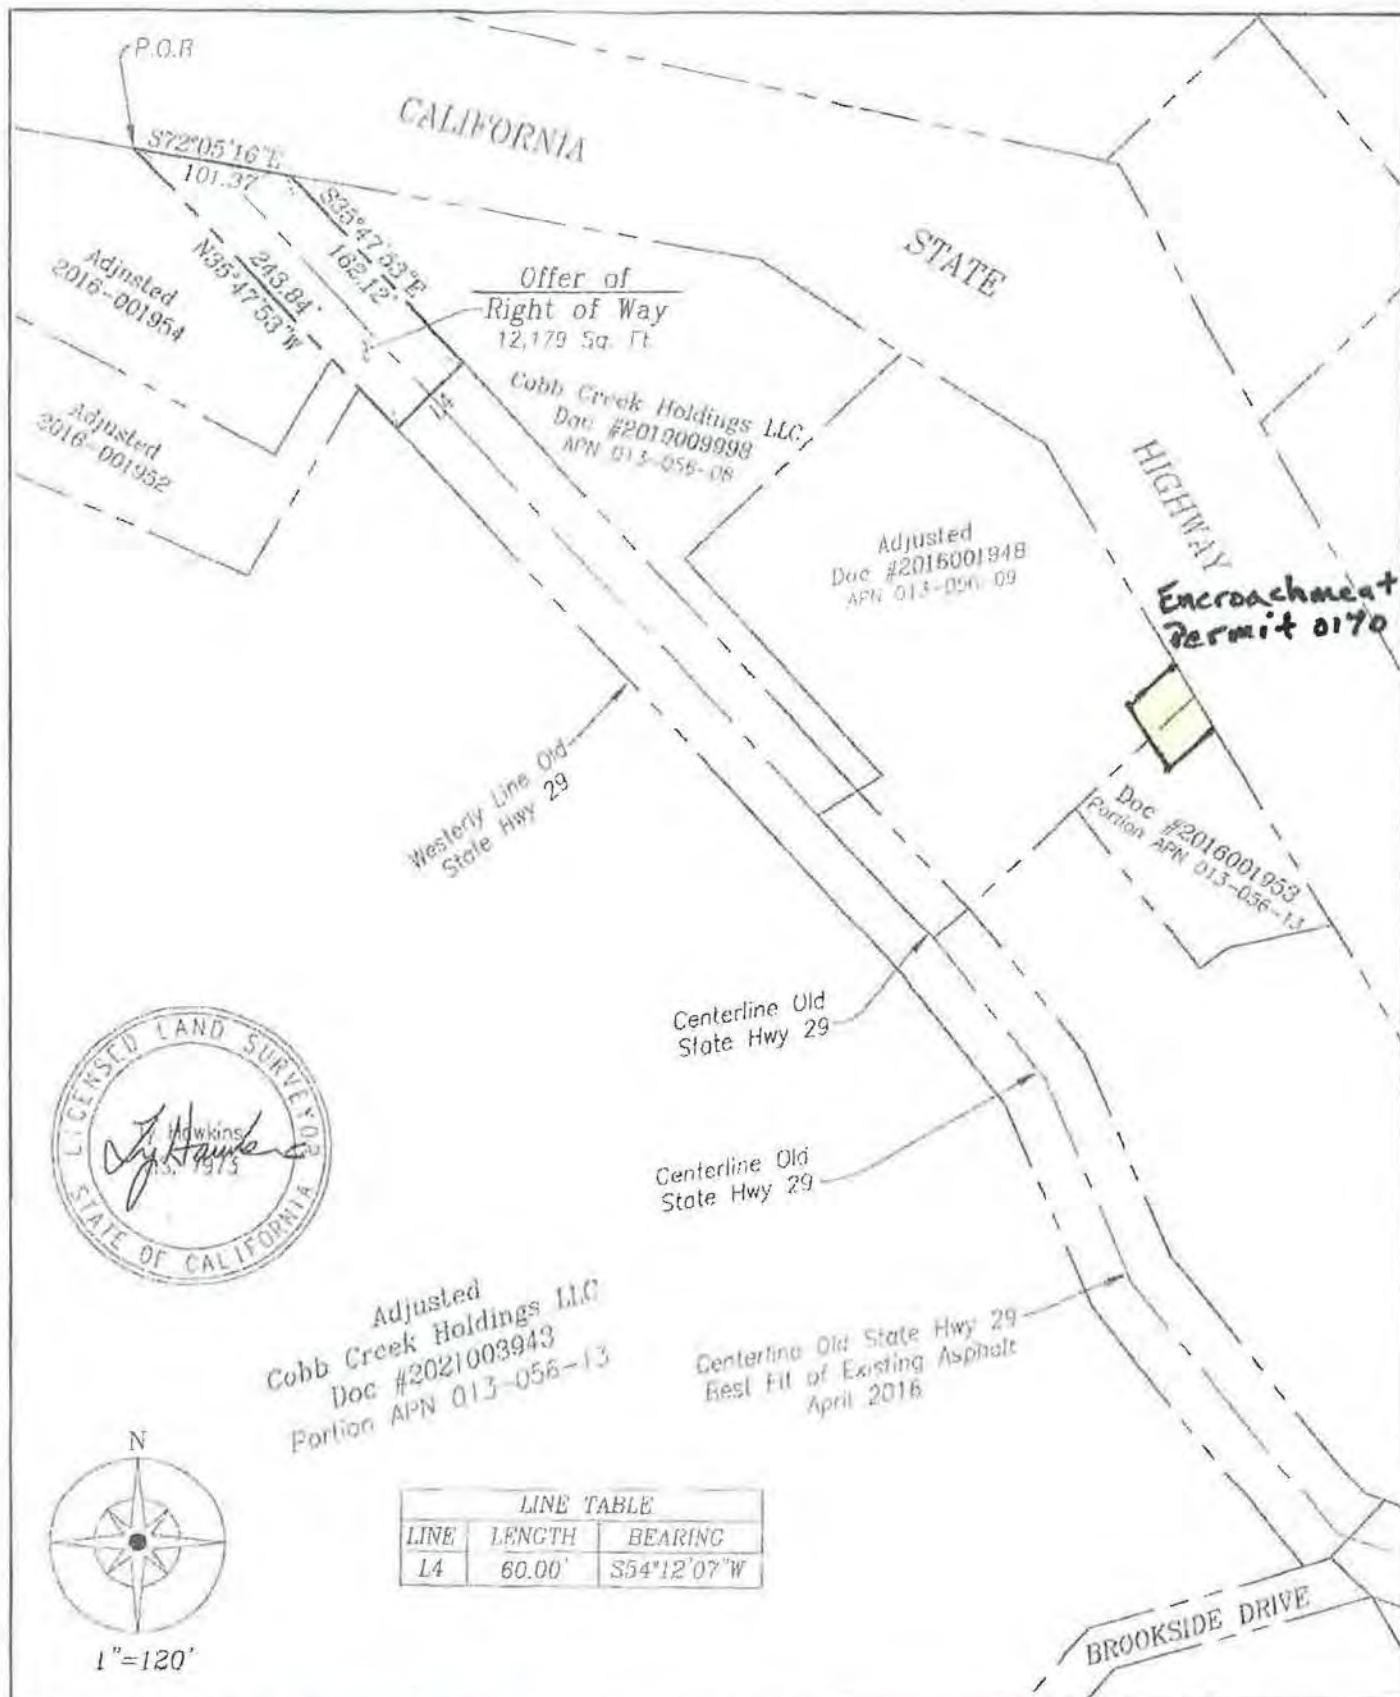 P.O.B
CALIFORNIA
S72°05'16"E
101.37'
S35°47'53"E
162.12'
243.84'
N35°47'53"W
Adjusted
2016-001954
Adjusted
2016-001952
Offer of
Right of Way
12,179 Sq. Ft.
STATE
HIGHWAY
Cobb Creek Holdings LLC
Doc #2019009998
APN 013-056-08
L4
Adjusted
Doc #2016001948
APN 013-056-09
Encroachment
Permit 0170
Westerly Line Old
State Hwy 29
Doc #2016001953
Portion APN 013-056-13
Centerline Old
State Hwy 29
Centerline Old
State Hwy 29
LICENSED LAND SURVEYOR
Hawkins
STATE OF CALIFORNIA
Adjusted
Cobb Creek Holdings LLC
Doc #2021003943
Portion APN 013-056-13
Centerline Old State Hwy 29
Best Fit of Existing Asphalt
April 2016
N
1"=120'
LINE TABLE
LINE LENGTH BEARING
L4 60.00' S54°12'07"W
BROOKSIDE DRIVE